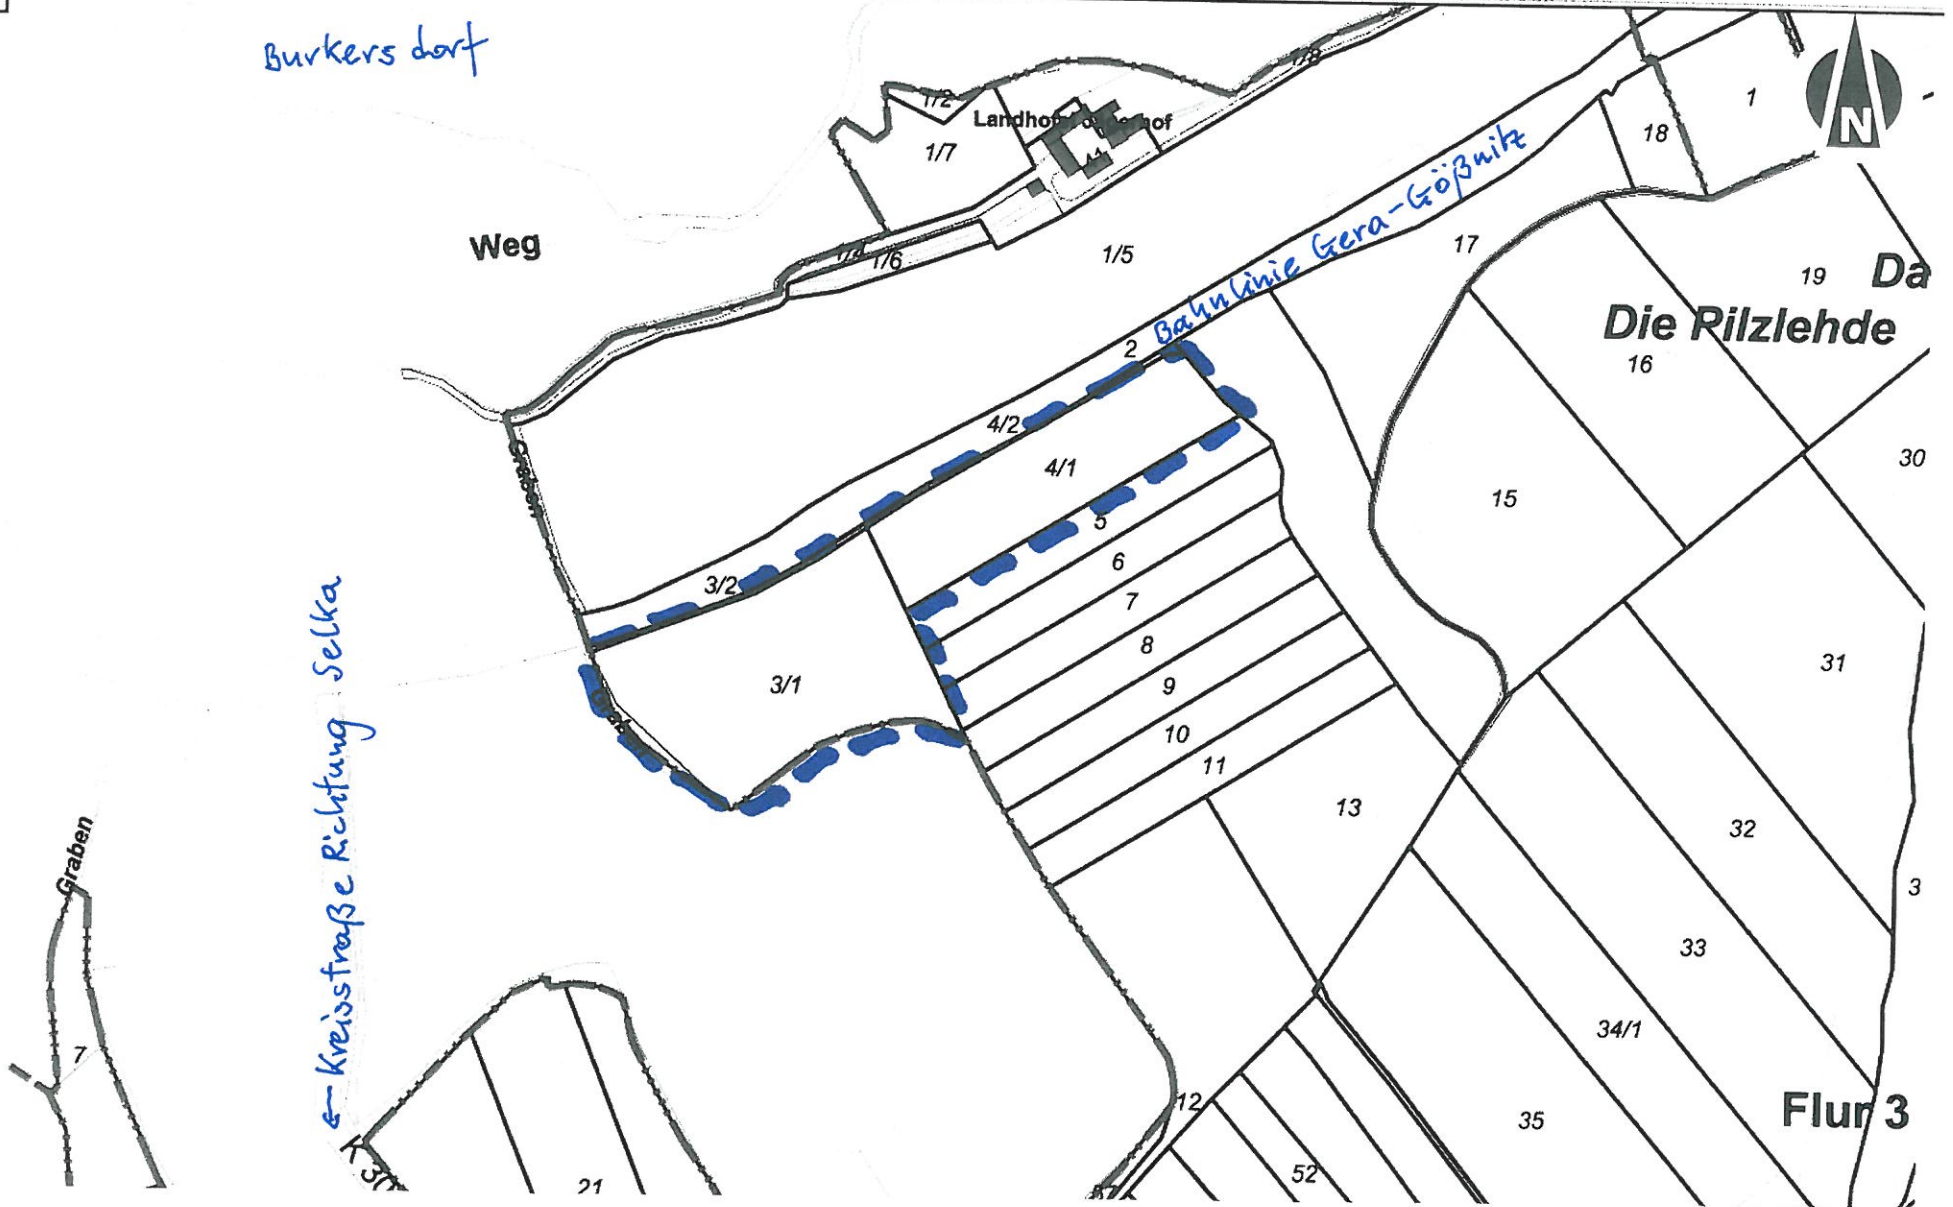 Burkersdorf
1/8
1/2
Landhof
1/7
1
18
N
Bahnlinie Gera-Gößnitz
Weg
1/6
1/5
17
19
Da
Die Pilzlehde
16
2
4/2
4/1
Graben
15
30
5
6
3/2
7
8
3/1
9
10
11
13
31
32
3
← Kreisstraße Richtung Selka
Graben
33
34/1
7
12
35
Flur 3
K 30
21
52